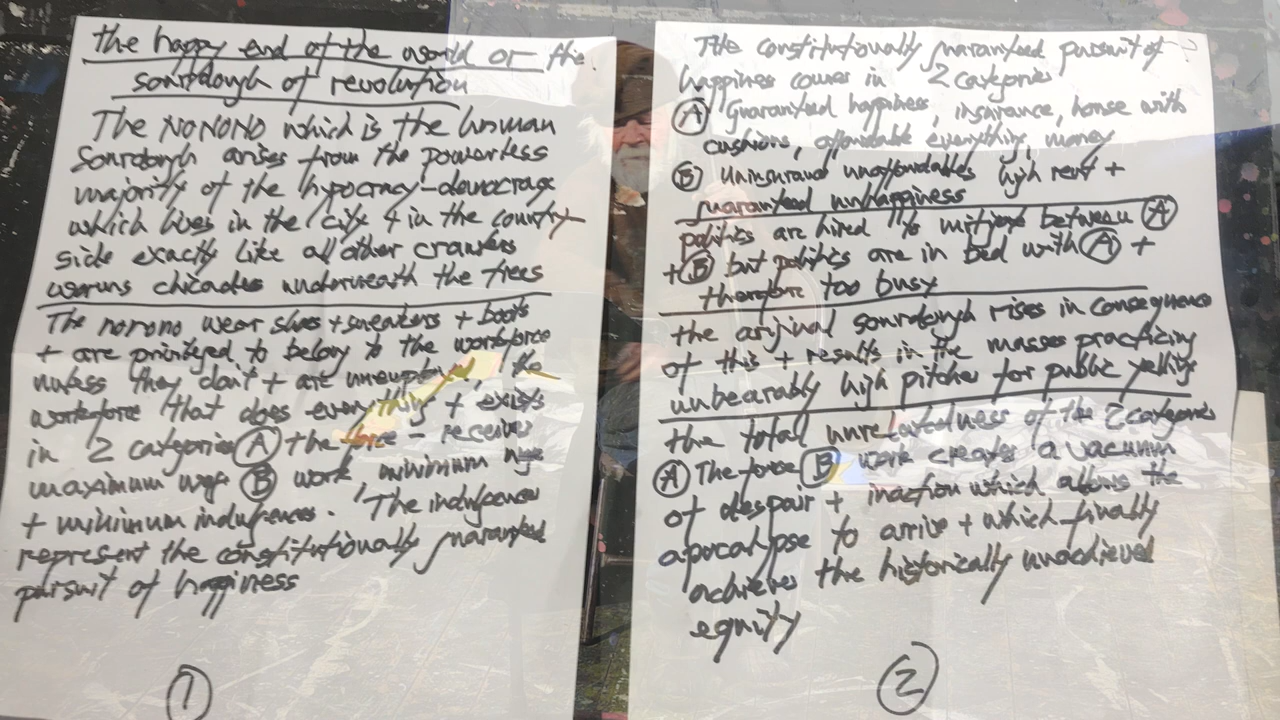 the happy end of the world or the
sourdough of revolution
The NONONO which is the human
sourdough arises from the powerless
majority of the hypocracy-democracy
which lives in the city & in the country
side exactly like all other crawlers
worms chicades underneath the trees
The nonono wear shoes + sneakers + boots
+ are privileged to belong to the workforce
unless they don't + are unemployed, the
workforce that does everything + exists
in 2 categories (A) the force - receives
maximum wage (B) work, minimum wage
+ minimum indulgences. The indulgences
represent the constitutionally guaranteed
pursuit of happiness
1
The constitutionally guaranteed pursuit of
happiness comes in 2 categories
(A) Guaranteed happiness, insurance, house with
cushions, affordable everything, money
(B) Uninsured unaffordables high rent +
guaranteed unhappiness
politics are hired to between (A)
+ (B) but politics are in bed with (A) +
therefore too busy
the original sourdough rises in consequence
of this + results in the masses practicing
unbearably high pitches for public yelling
the total unrelatedness of the 2 categories
(A) The force (B) work creates a vacuum
of despair + inaction which allows the
apocalypse to arrive + which finally
achieves the historically unachieved
equity
2